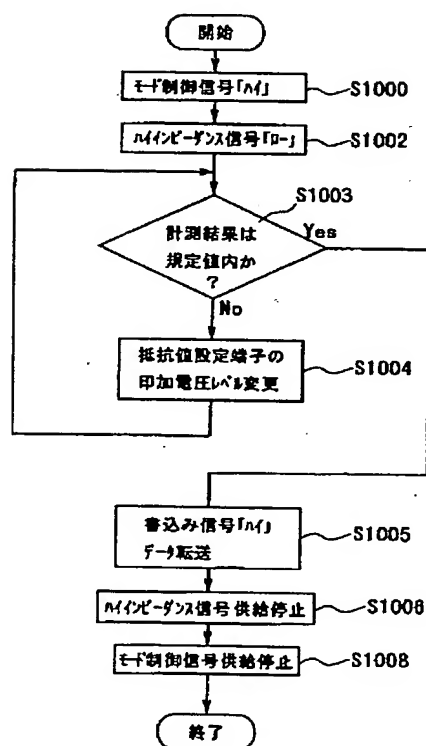 開始
モード制御信号「ハイ」
S1000
ハイインピーダンス信号「ロー」
S1002
S1003
計測結果は
規定値内か
?
Yes
No
抵抗値設定端子の
印加電圧レベル変更
S1004
書込み信号「ハイ」
データ転送
S1005
ハイインピーダンス信号供給停止
S1006
モード制御信号供給停止
S1008
終了